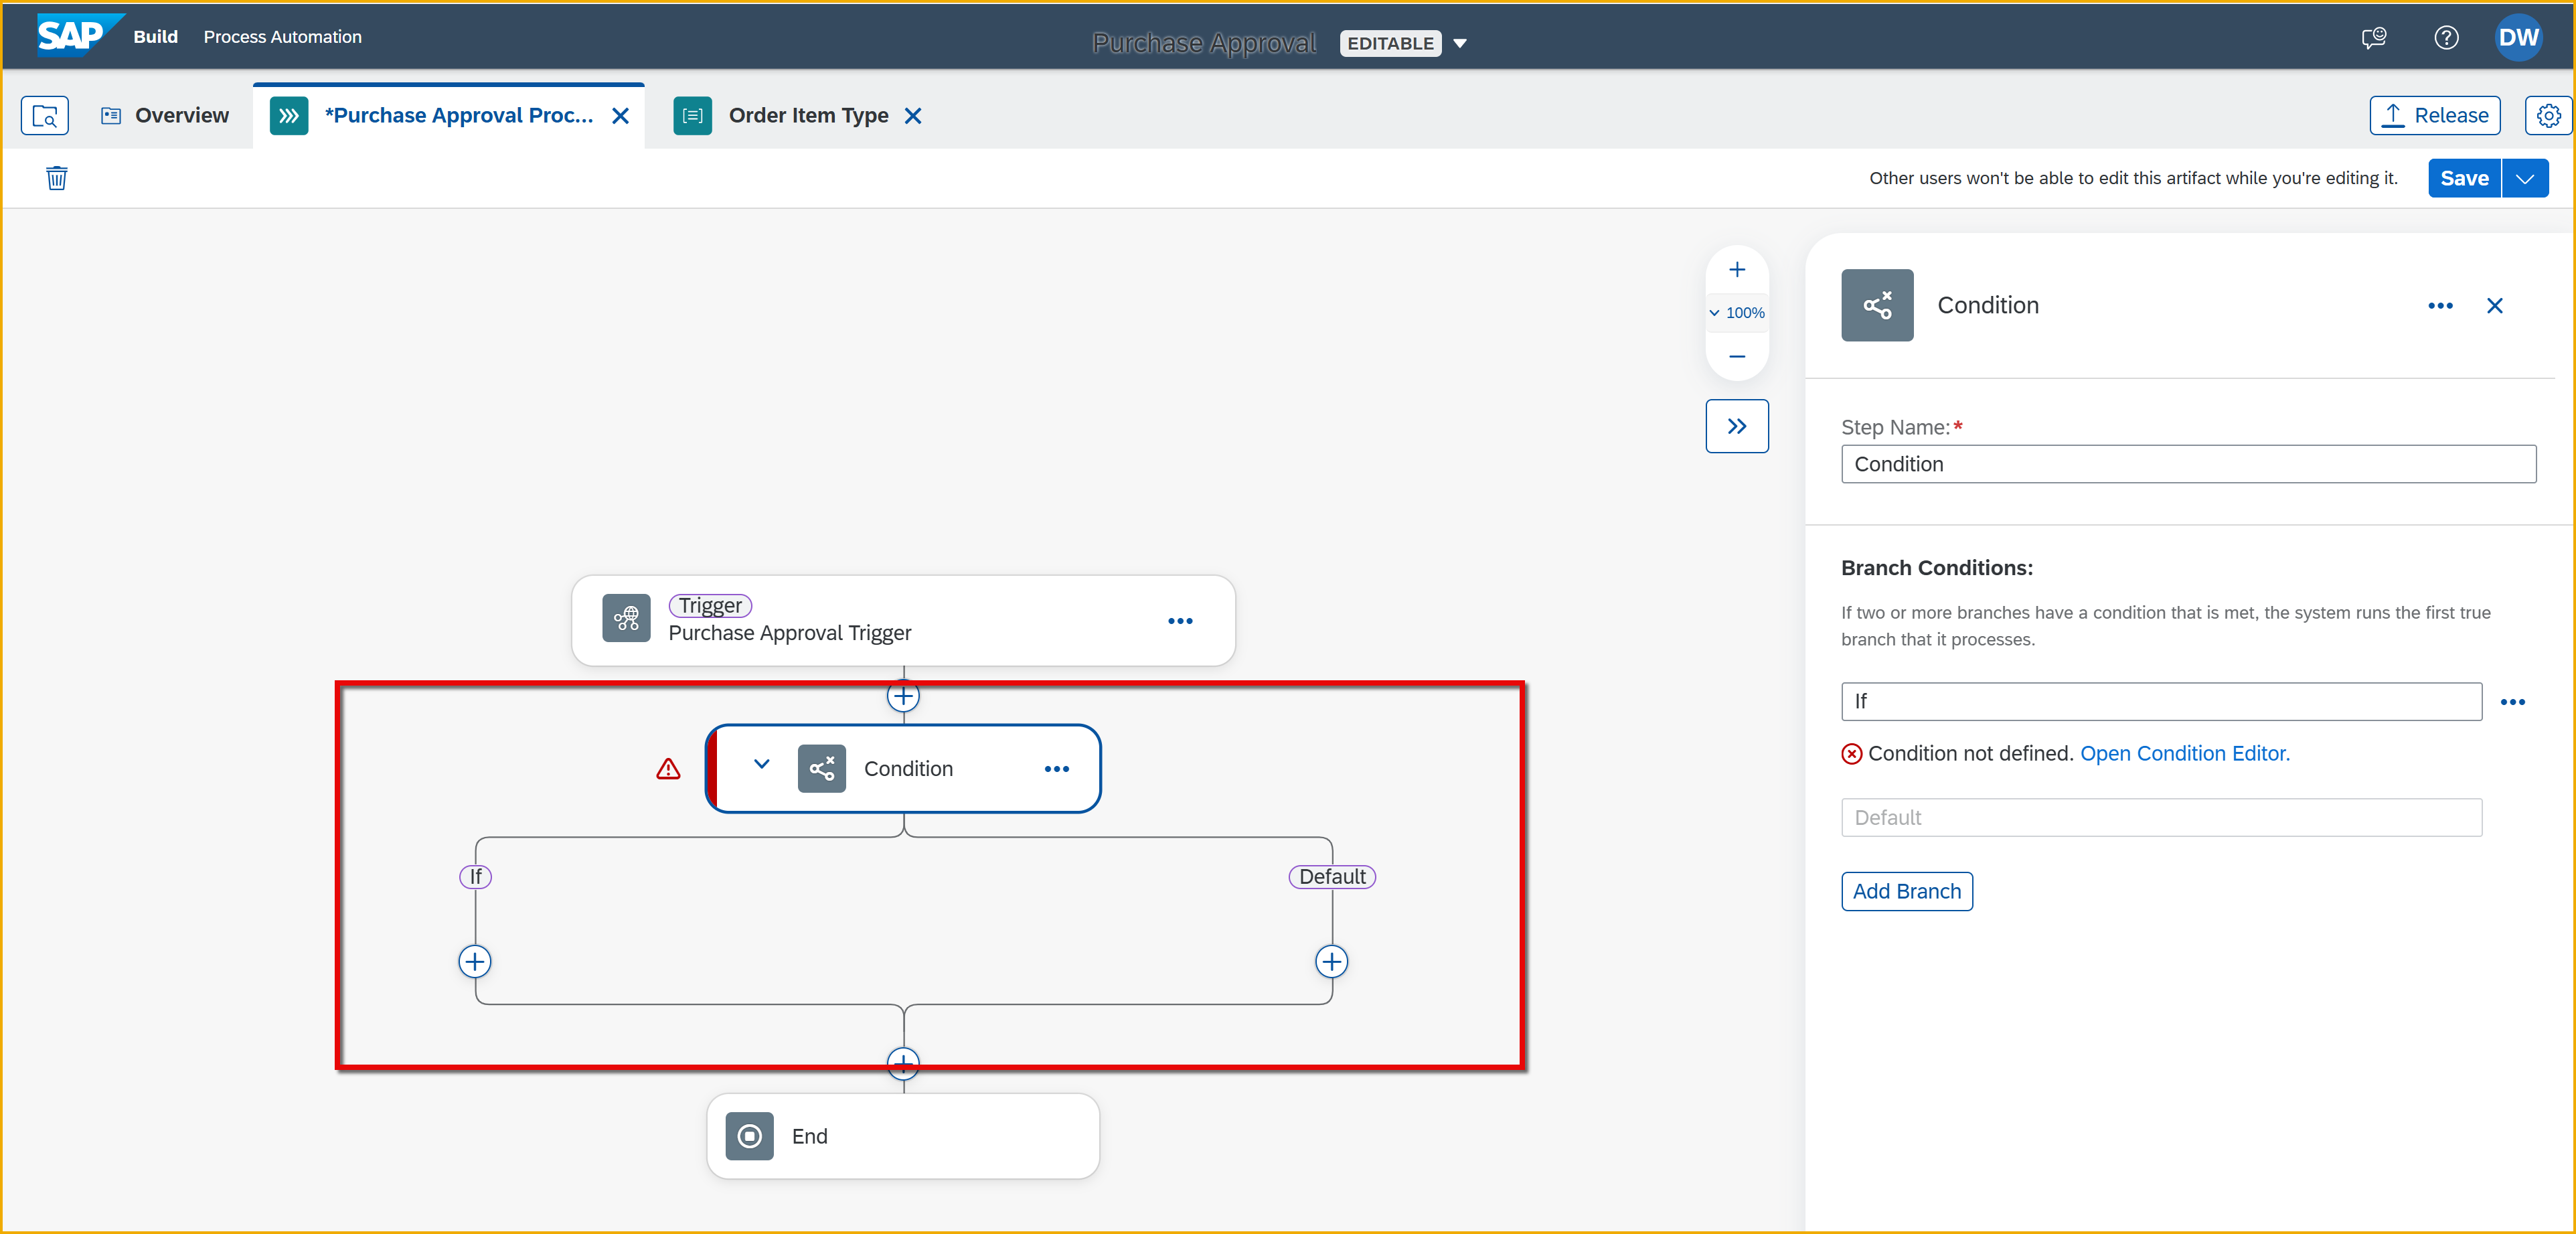 SAP Build Process Automation
Purchase Approval EDITABLE
DW
Overview
*Purchase Approval Proc...
Order Item Type
Release
Other users won't be able to edit this artifact while you're editing it.
Save
100%
Condition
Step Name:*
Condition
Branch Conditions:
If two or more branches have a condition that is met, the system runs the first true
branch that it processes.
If
Condition not defined. Open Condition Editor.
Default
Add Branch
Trigger
Purchase Approval Trigger
Condition
If
Default
End